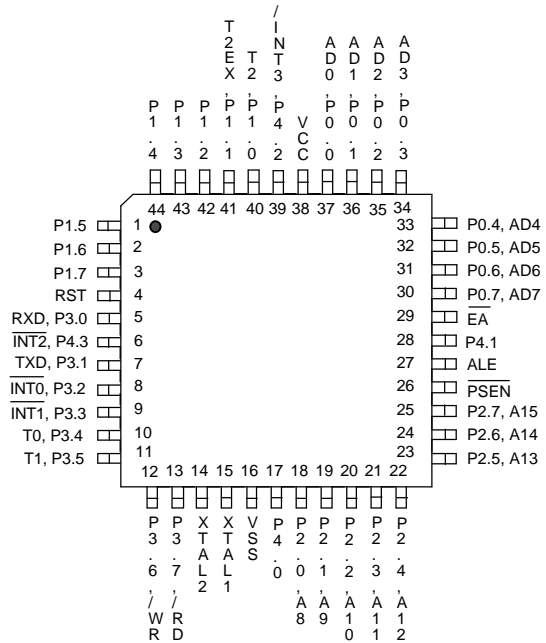 P1.4
P1.3
P1.2
T2EX,P1.1
T2,P1.0
/INT3,P4.2
VCC
AD0,P0.0
AD1,P0.1
AD2,P0.2
AD3,P0.3
44
43
42
41
40
39
38
37
36
35
34
P1.5 1
P1.6 2
P1.7 3
RST 4
RXD, P3.0 5
INT2, P4.3 6
TXD, P3.1 7
INT0, P3.2 8
INT1, P3.3 9
T0, P3.4 10
T1, P3.5 11
33 P0.4, AD4
32 P0.5, AD5
31 P0.6, AD6
30 P0.7, AD7
29 EA
28 P4.1
27 ALE
26 PSEN
25 P2.7, A15
24 P2.6, A14
23 P2.5, A13
12
13
14
15
16
17
18
19
20
21
22
P3.6,/WR
P3.7,/RD
XTAL2
XTAL1
VSS
P4.0
P2.0,A8
P2.1,A9
P2.2,A10
P2.3,A11
P2.4,A12